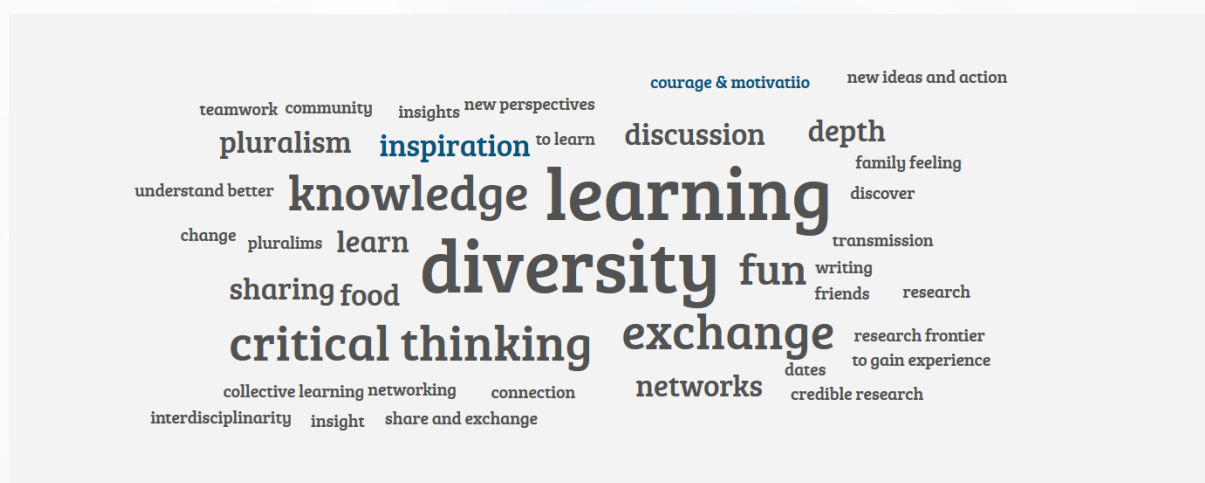 courage & motivatiio
new ideas and action
teamwork
community
insights
new perspectives
pluralism
inspiration
to learn
discussion
depth
family feeling
understand better
knowledge
learning
discover
change
pluralims
learn
diversity
fun
transmission
writing
sharing
food
friends
research
critical thinking
exchange
research frontier
to gain experience
dates
networks
collective learning
networking
connection
credible research
interdisciplinarity
insight
share and exchange